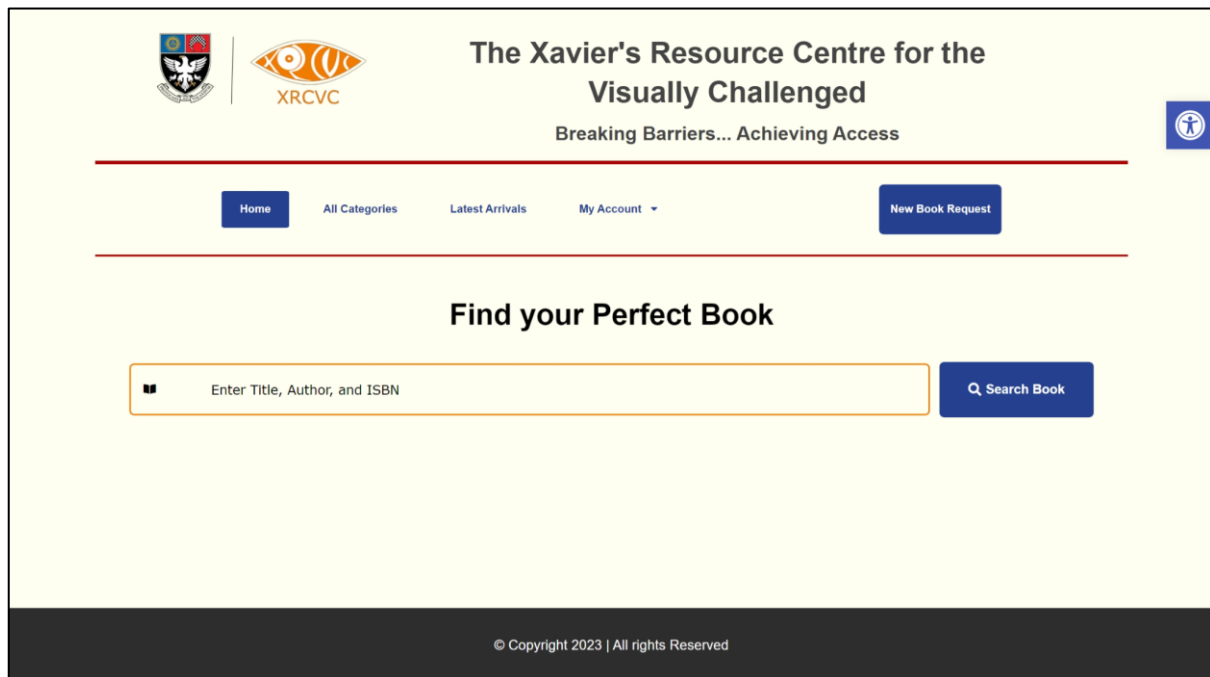 XRCVC
The Xavier's Resource Centre for the
Visually Challenged
Breaking Barriers... Achieving Access
Home
All Categories
Latest Arrivals
My Account
New Book Request
Find your Perfect Book
Enter Title, Author, and ISBN
Search Book
© Copyright 2023 | All rights Reserved